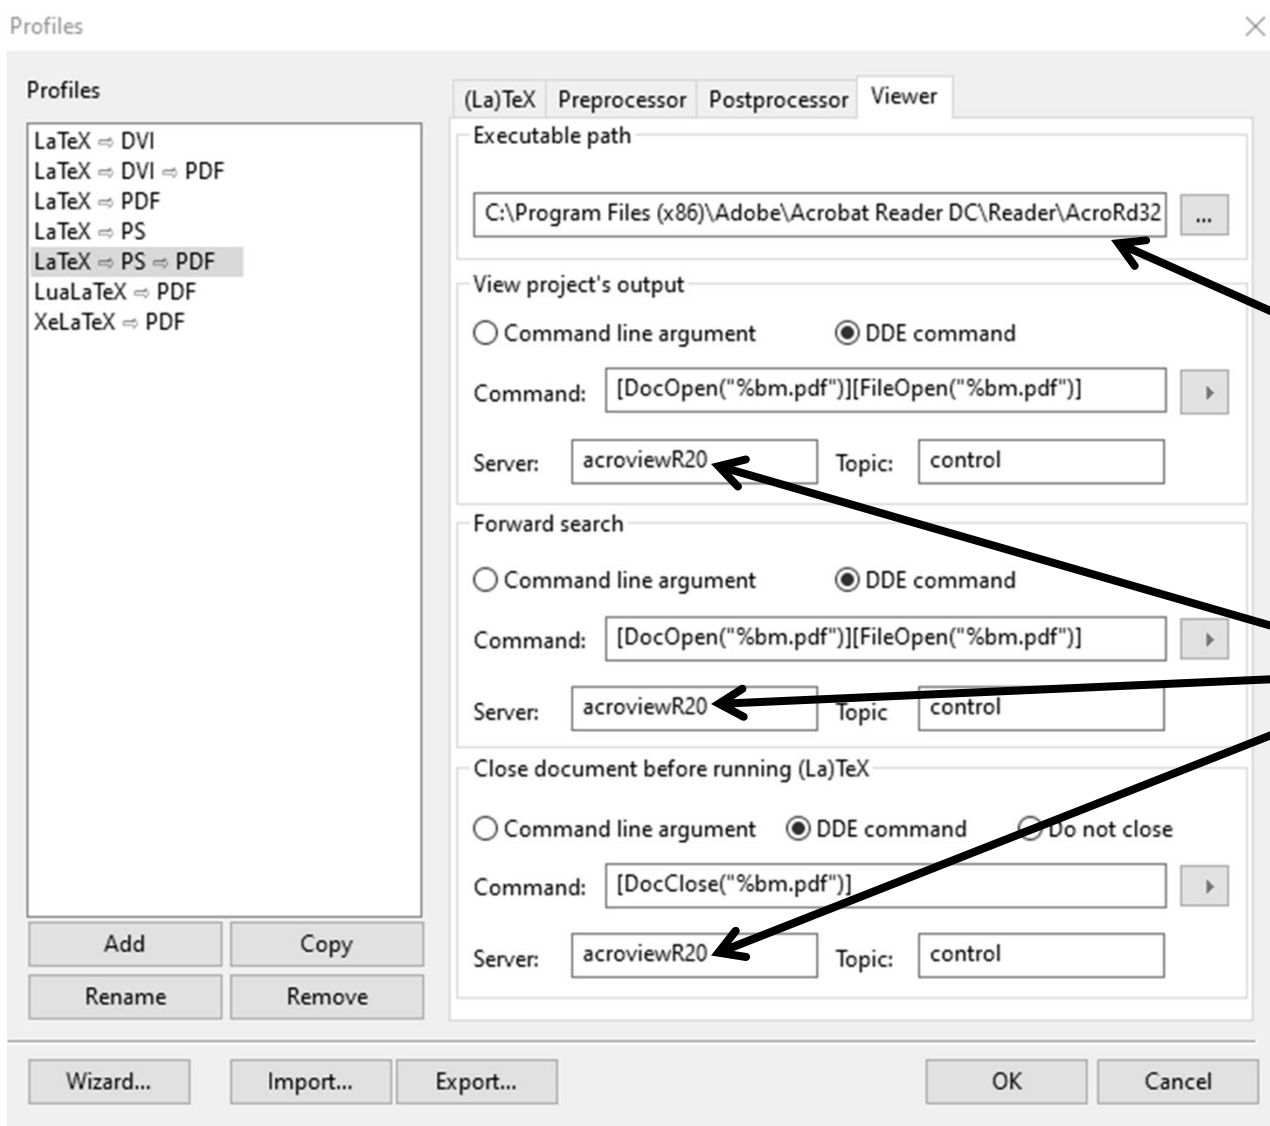 Profiles
Profiles
LaTeX ⇨ DVI
LaTeX ⇨ DVI ⇨ PDF
LaTeX ⇨ PDF
LaTeX ⇨ PS
LaTeX ⇨ PS ⇨ PDF
LuaLaTeX ⇨ PDF
XeLaTeX ⇨ PDF
Add Copy
Rename Remove
(La)TeX Preprocessor Postprocessor Viewer
Executable path
C:\Program Files (x86)\Adobe\Acrobat Reader DC\Reader\AcroRd32 ...
View project's output
Command line argument DDE command
Command: [DocOpen("%bm.pdf")][FileOpen("%bm.pdf")]
Server: acroviewR20 Topic: control
Forward search
Command line argument DDE command
Command: [DocOpen("%bm.pdf")][FileOpen("%bm.pdf")]
Server: acroviewR20 Topic control
Close document before running (La)TeX
Command line argument DDE command Do not close
Command: [DocClose("%bm.pdf")]
Server: acroviewR20 Topic: control
Wizard... Import... Export... OK Cancel